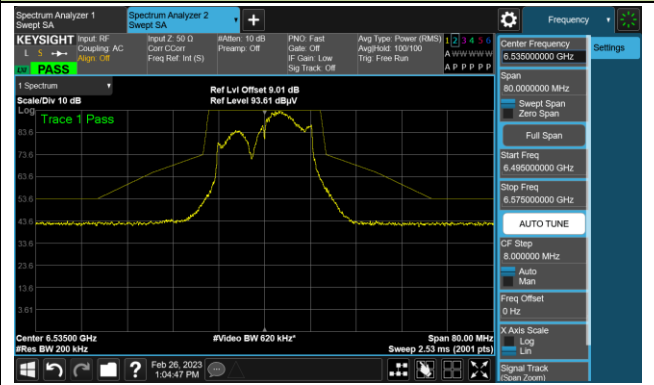 Spectrum Analyzer 1
Swept SA
Spectrum Analyzer 2
Swept SA
Frequency
KEYSIGHT
L S
Input: RF
Coupling: AC
Align: Off
Input Z: 50 Ω
Corr CCorr
Freq Ref: Int (S)
#Atten: 10 dB
Preamp: Off
PNO: Fast
Gate: Off
IF Gain: Low
Sig Track: Off
Avg Type: Power (RMS)
Avg|Hold: 100/100
Trig: Free Run
1 2 3 4 5 6
A W W W W W
A P P P P P
PASS
1 Spectrum
Scale/Div 10 dB
Ref Lvl Offset 9.01 dB
Ref Level 93.61 dBµV
Log
Trace 1 Pass
83.6
73.6
63.6
53.6
43.6
33.6
23.6
13.6
3.61
Center 6.53500 GHz
#Res BW 200 kHz
#Video BW 620 kHz*
Span 80.00 MHz
Sweep 2.53 ms (2001 pts)
Center Frequency
6.535000000 GHz
Settings
Span
80.0000000 MHz
Swept Span
Zero Span
Full Span
Start Freq
6.495000000 GHz
Stop Freq
6.575000000 GHz
AUTO TUNE
CF Step
8.000000 MHz
Auto
Man
Freq Offset
0 Hz
X Axis Scale
Log
Lin
Signal Track
(Span Zoom)
?
Feb 26, 2023
1:04:47 PM